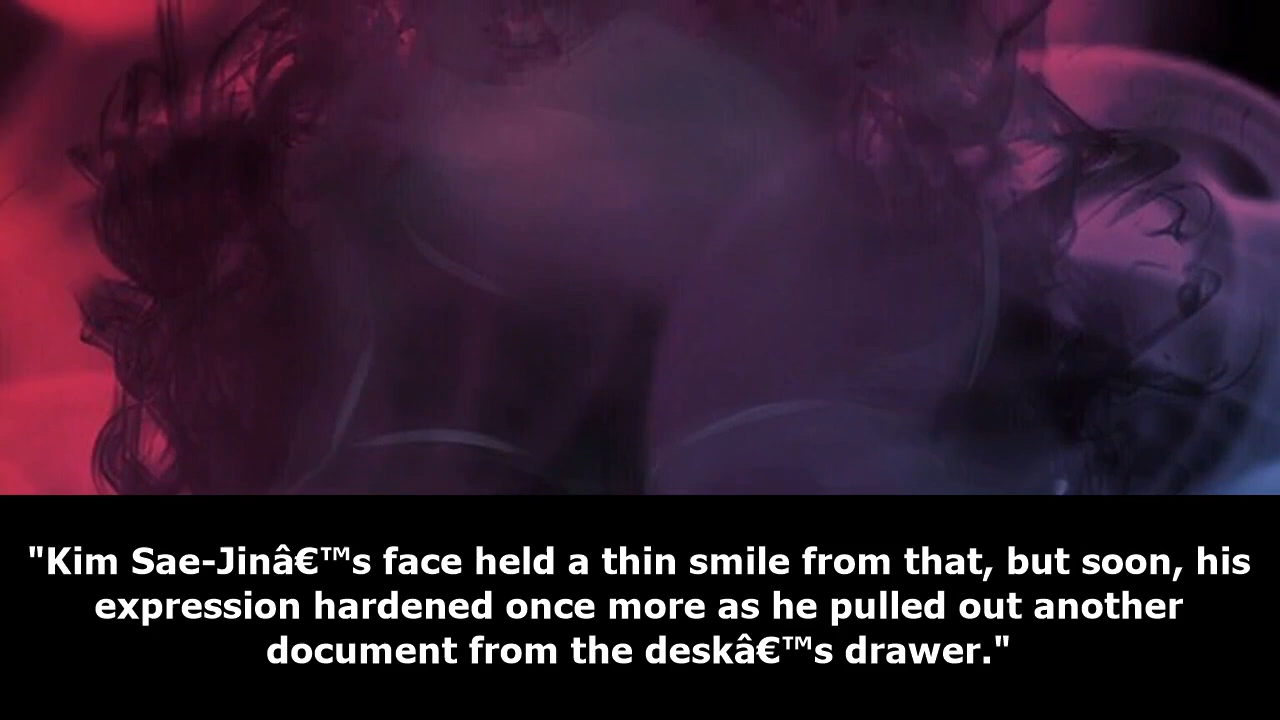 "Kim Sae-Jinâ€™s face held a thin smile from that, but soon, his
expression hardened once more as he pulled out another
document from the deskâ€™s drawer."